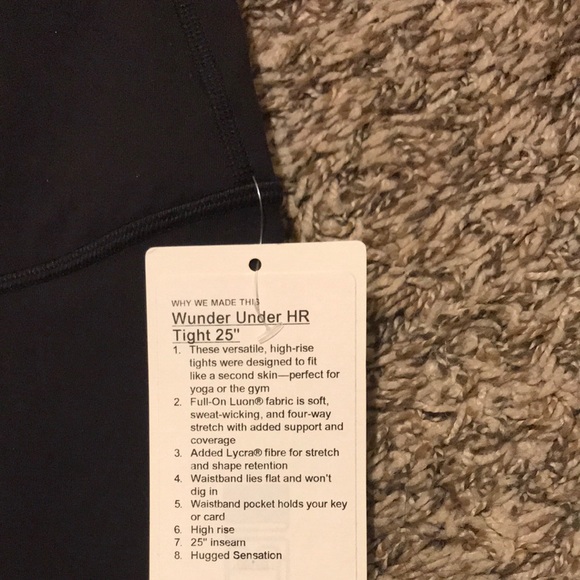 WHY WE MADE THIS
Wunder Under HR
Tight 25"
1. These versatile, high-rise
tights were designed to fit
like a second skin—perfect for
yoga or the gym
2. Full-On Luon® fabric is soft,
sweat-wicking, and four-way
stretch with added support and
coverage
3. Added Lycra® fibre for stretch
and shape retention
4. Waistband lies flat and won't
dig in
5. Waistband pocket holds your key
or card
6. High rise
7. 25" inseam
8. Hugged Sensation